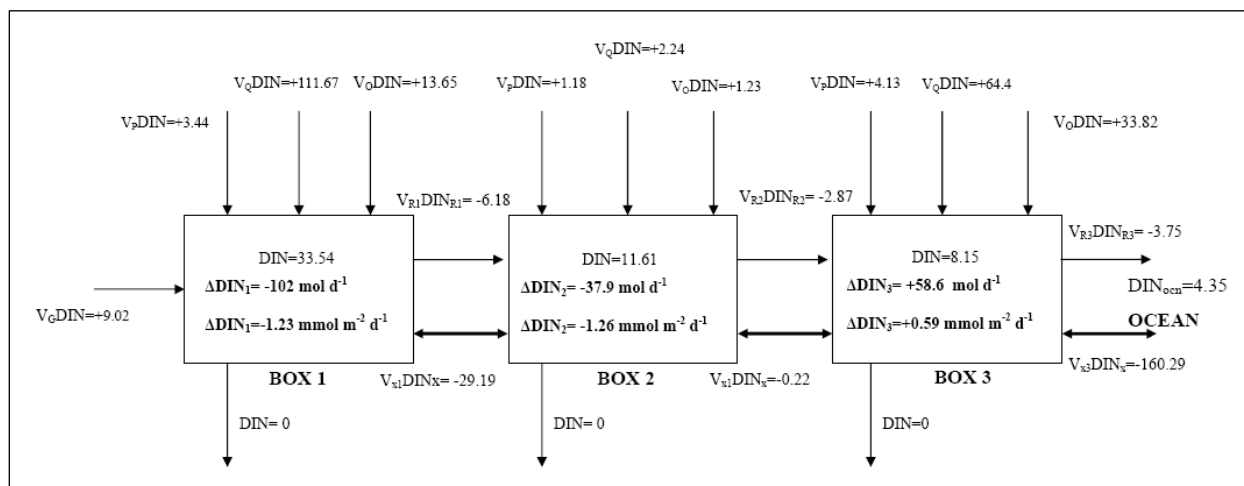 VQDIN=+2.24
VQDIN=+111.67
VODIN=+13.65
VPDIN=+1.18
VODIN=+1.23
VPDIN=+4.13
VQDIN=+64.4
VPDIN=+3.44
VODIN=+33.82
VR1DINR1= -6.18
VR2DINR2= -2.87
VR3DINR3= -3.75
DIN=33.54
ΔDIN1= -102 mol d-1
ΔDIN1=-1.23 mmol m-2 d-1
DIN=11.61
ΔDIN2= -37.9 mol d-1
ΔDIN2= -1.26 mmol m-2 d-1
DIN=8.15
ΔDIN3= +58.6 mol d-1
ΔDIN3=+0.59 mmol m-2 d-1
DINocn=4.35
OCEAN
VGDIN=+9.02
BOX 1
Vx1DINx= -29.19
BOX 2
Vx1DINx=-0.22
BOX 3
Vx3DINx=-160.29
DIN= 0
DIN= 0
DIN=0